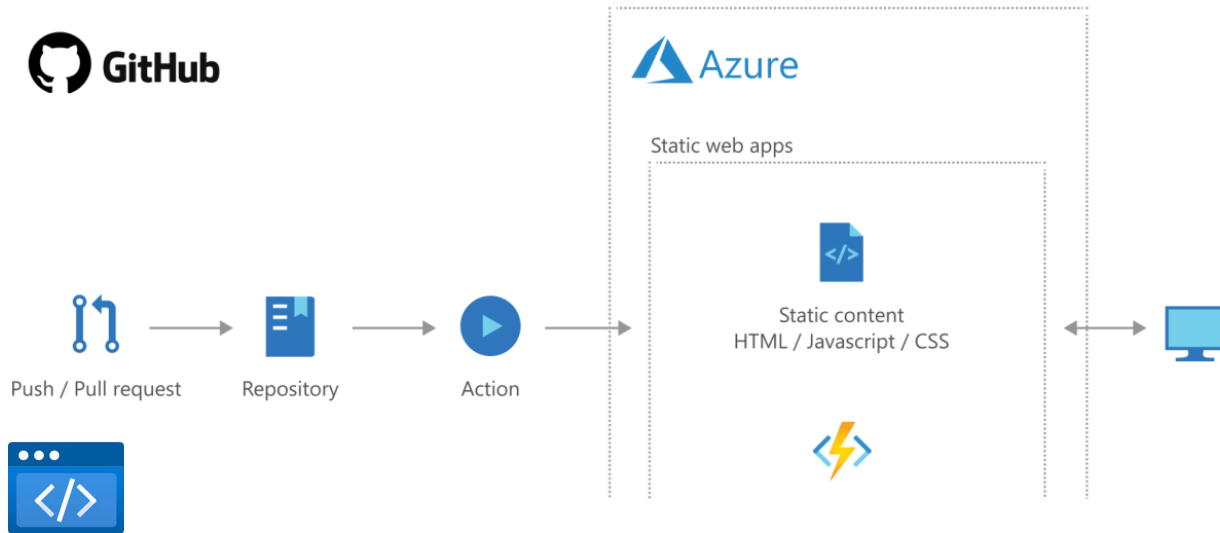 GitHub
Azure
Static web apps
</>
Static content
HTML / Javascript / CSS
Push / Pull request
Repository
Action
</>